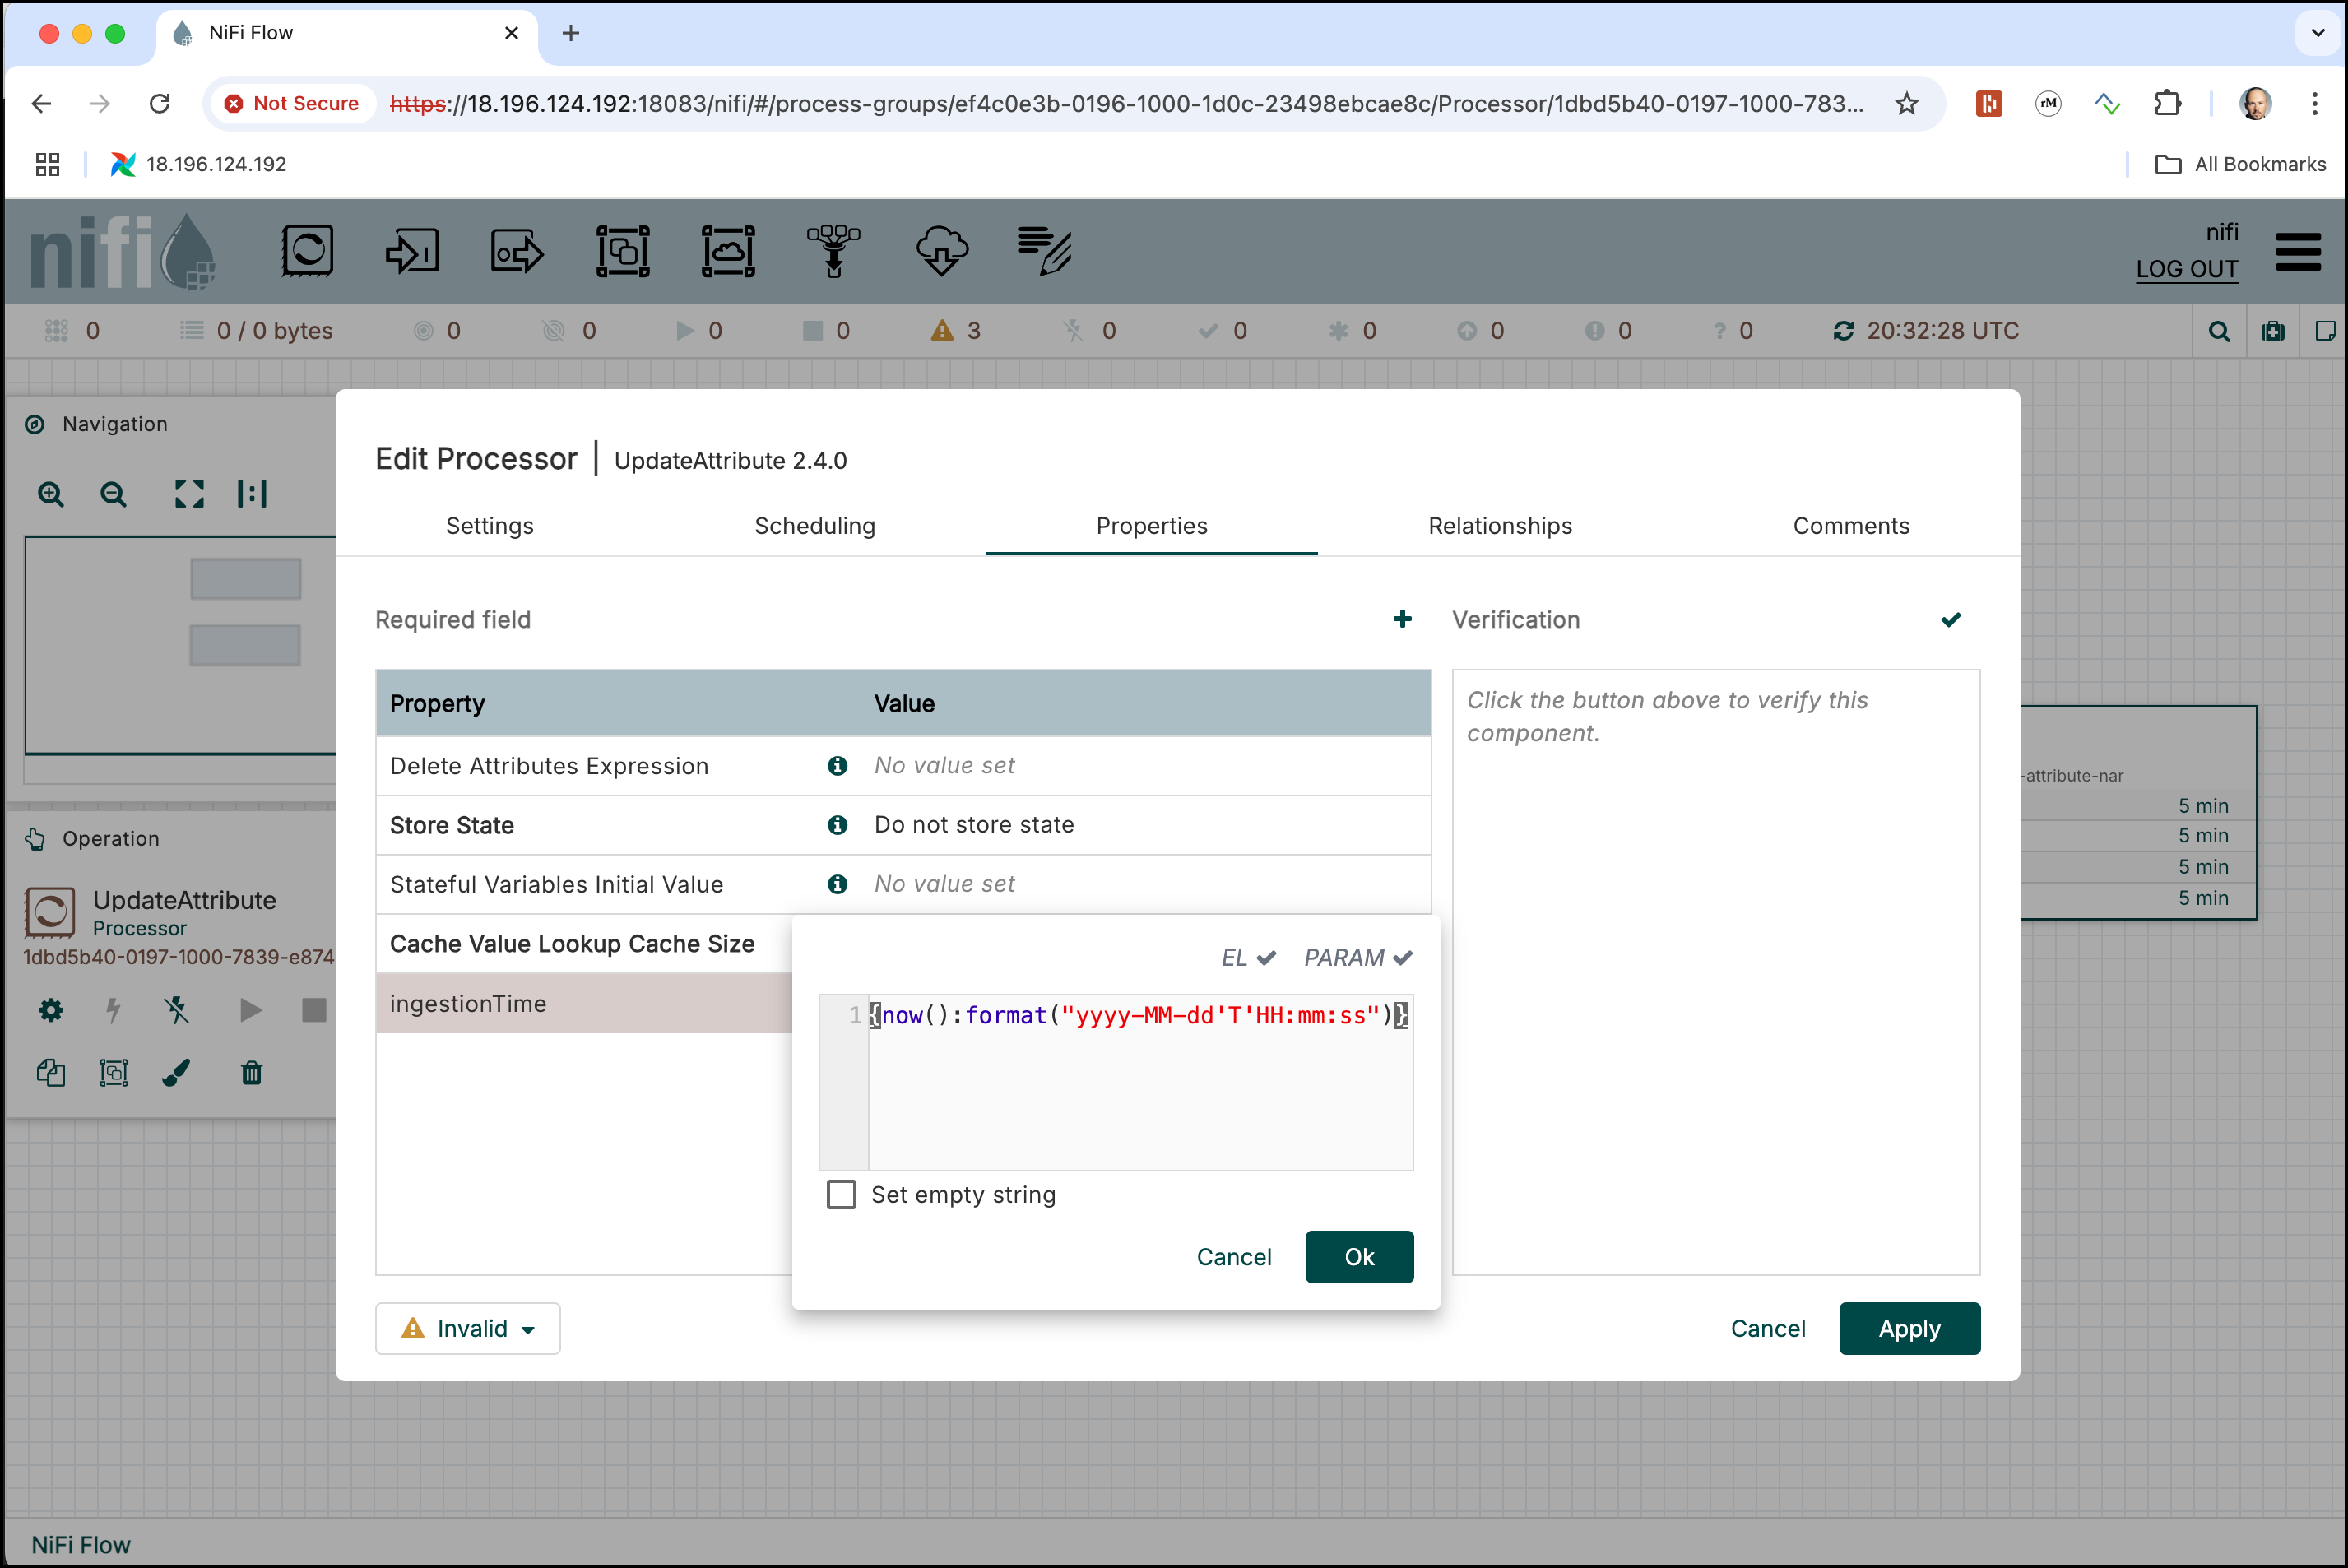 NiFi Flow
Not Secure https://18.196.124.192:18083/nifi/#/process-groups/ef4c0e3b-0196-1000-1d0c-23498ebcae8c/Processor/1dbd5b40-0197-1000-783...
rM
18.196.124.192
All Bookmarks
nifi
nifi
LOG OUT
0
0 / 0 bytes
0
0
0
0
3
0
0
0
0
0
0
20:32:28 UTC
Navigation
Operation
UpdateAttribute
Processor
1dbd5b40-0197-1000-7839-e874
Edit Processor | UpdateAttribute 2.4.0
Settings
Scheduling
Properties
Relationships
Comments
Required field
Verification
Property Value
Delete Attributes Expression No value set
Store State Do not store state
Stateful Variables Initial Value No value set
Cache Value Lookup Cache Size
ingestionTime
EL
PARAM
1 {now():format("yyyy-MM-dd'T'HH:mm:ss")}
Set empty string
Cancel
Ok
Click the button above to verify this
component.
Invalid
Cancel
Apply
-attribute-nar
5 min
5 min
5 min
5 min
NiFi Flow